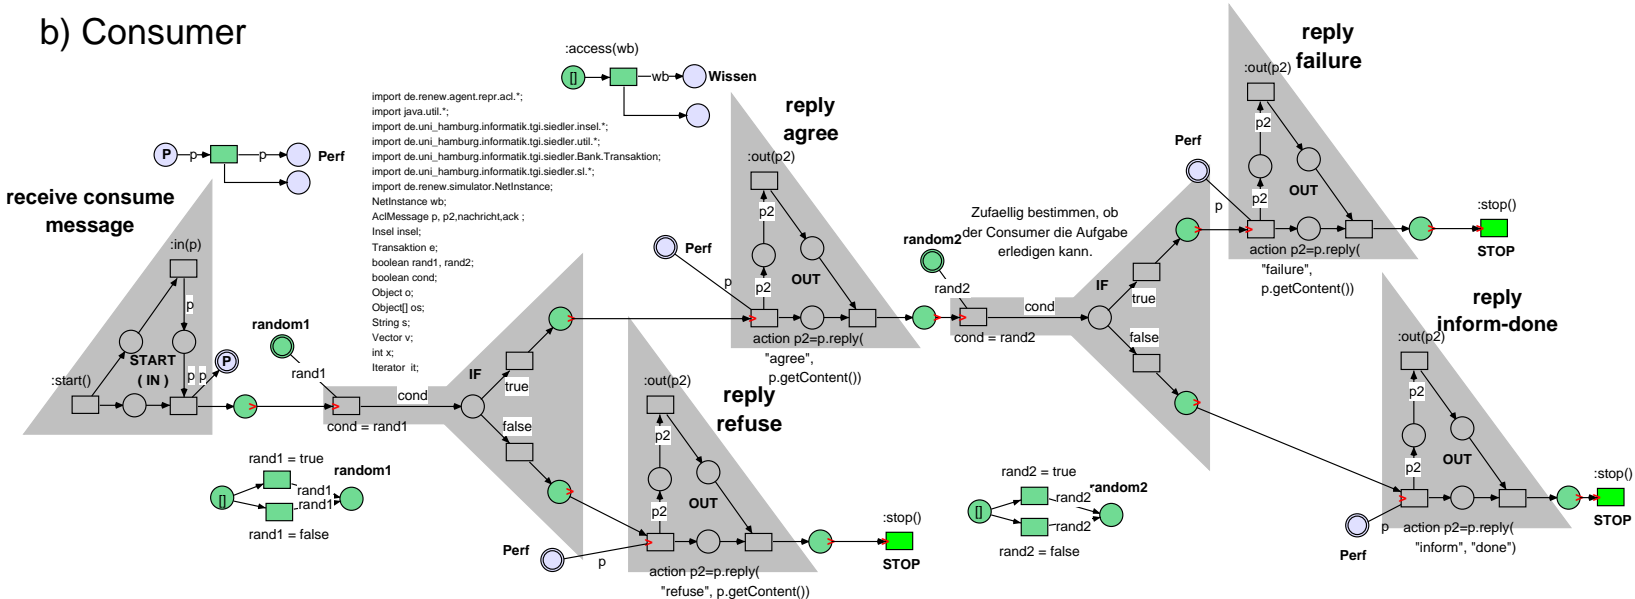 b) Consumer
:access(wb)
[]
wb
Wissen
import de.renew.agent.repr.acl.*;
import java.util.*;
import de.uni_hamburg.informatik.tgi.siedler.insel.*;
import de.uni_hamburg.informatik.tgi.siedler.util.*;
import de.uni_hamburg.informatik.tgi.siedler.Bank.Transaktion;
import de.uni_hamburg.informatik.tgi.siedler.sl.*;
import de.renew.simulator.NetInstance;
NetInstance wb;
AclMessage p, p2,nachricht,ack ;
Insel insel;
Transaktion e;
boolean rand1, rand2;
boolean cond;
Object o;
Object[] os;
String s;
Vector v;
int x;
Iterator it;
P
p
p
Perf
receive consume
message
:in(p)
p
START
( IN )
:start()
p
p
P
random1
rand1
cond
cond = rand1
IF
true
false
rand1 = true
random1
[]
rand1
rand1
rand1 = false
reply
agree
:out(p2)
p2
Perf
OUT
p2
p
action p2=p.reply(
"agree",
p.getContent())
reply
refuse
:out(p2)
p2
OUT
p2
Perf
p
action p2=p.reply(
"refuse", p.getContent())
:stop()
STOP
Zufaellig bestimmen, ob
der Consumer die Aufgabe
erledigen kann.
random2
rand2
cond
cond = rand2
IF
true
false
rand2 = true
random2
[]
rand2
rand2
rand2 = false
reply
failure
:out(p2)
p2
Perf
OUT
p2
p
action p2=p.reply(
"failure",
p.getContent())
:stop()
STOP
reply
inform-done
:out(p2)
p2
OUT
p2
Perf
p
action p2=p.reply(
"inform", "done")
:stop()
STOP